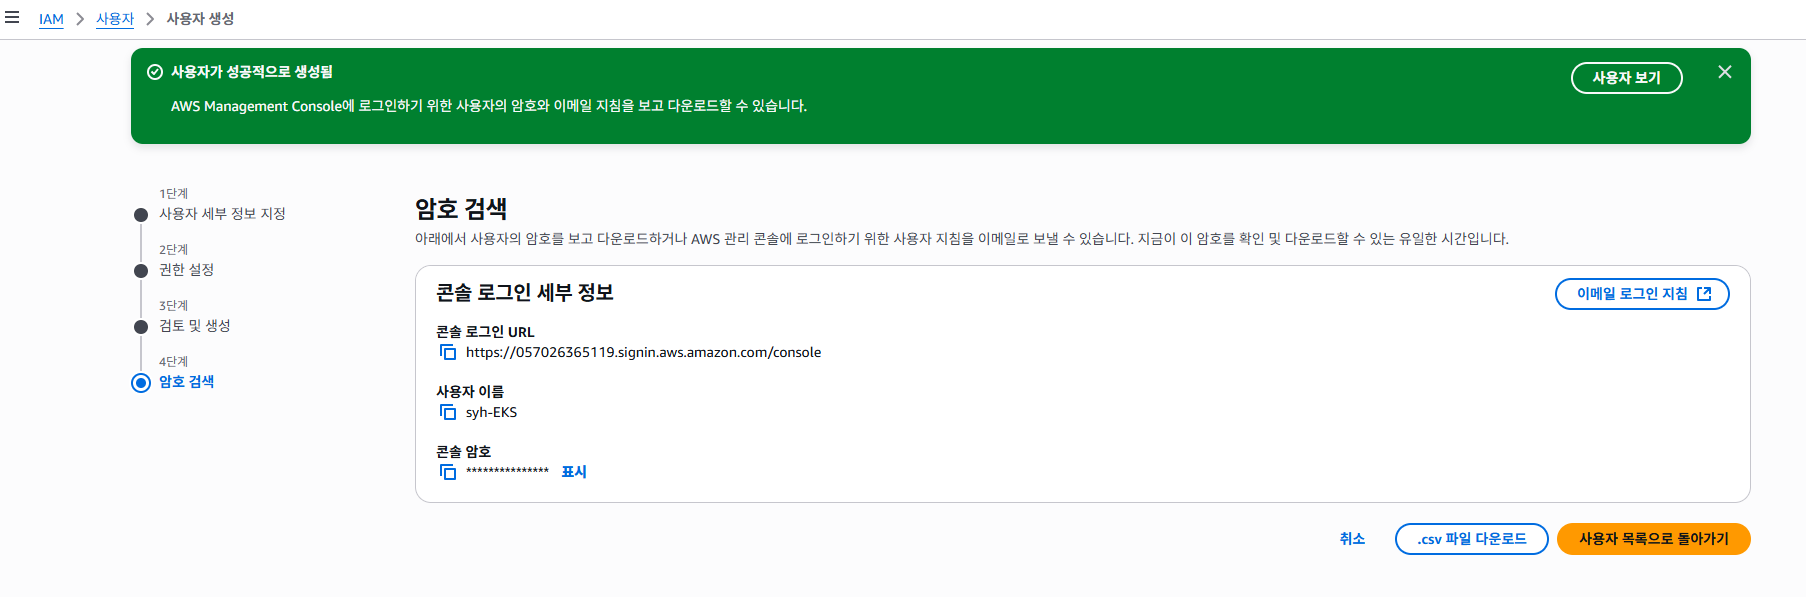 IAM > 사용자 > 사용자 생성
사용자가 성공적으로 생성됨
AWS Management Console에 로그인하기 위한 사용자의 암호와 이메일 지침을 보고 다운로드할 수 있습니다.
사용자 보기
1단계
사용자 세부 정보 지정
2단계
권한 설정
3단계
검토 및 생성
4단계
암호 검색
암호 검색
아래에서 사용자의 암호를 보고 다운로드하거나 AWS 관리 콘솔에 로그인하기 위한 사용자 지침을 이메일로 보낼 수 있습니다. 지금이 이 암호를 확인 및 다운로드할 수 있는 유일한 시간입니다.
콘솔 로그인 세부 정보
이메일 로그인 지침
콘솔 로그인 URL
https://057026365119.signin.aws.amazon.com/console
사용자 이름
syh-EKS
콘솔 암호
*************** 표시
취소
.csv 파일 다운로드
사용자 목록으로 돌아가기